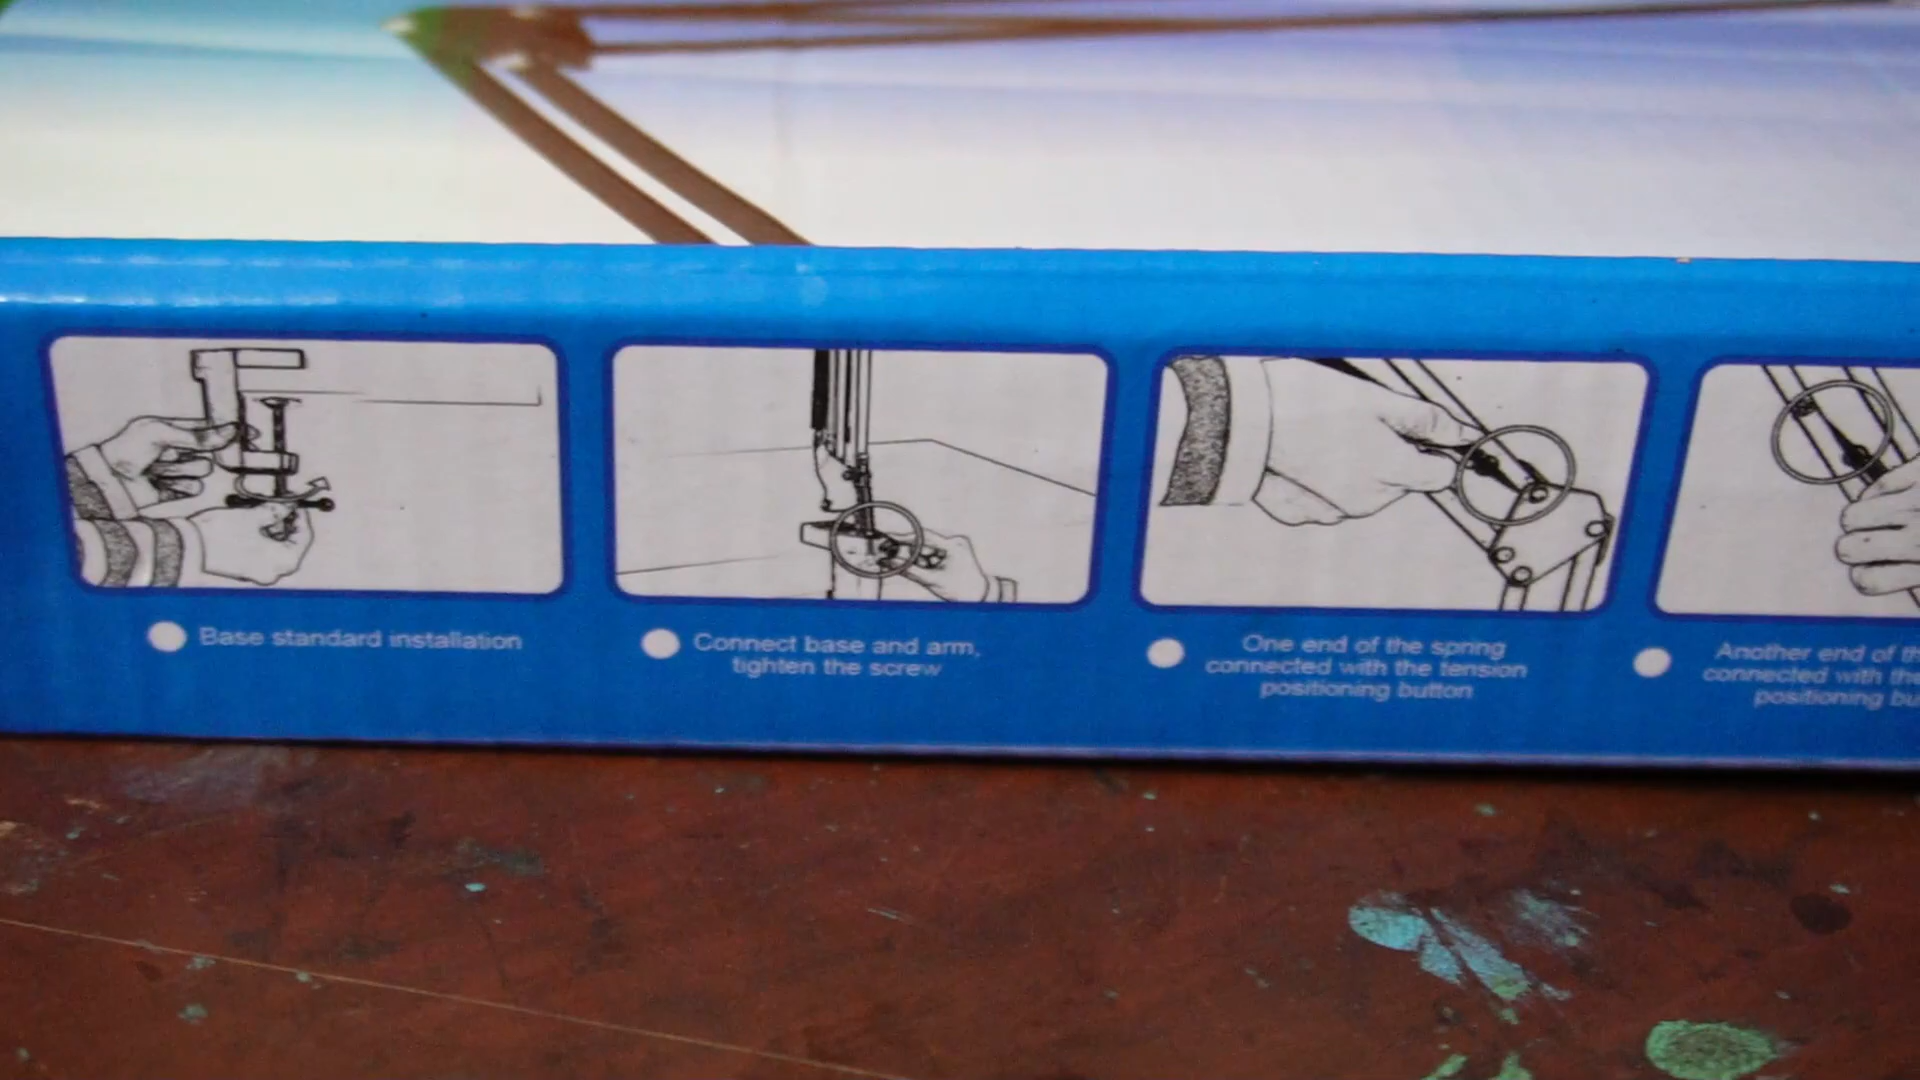 Base standard installation
Connect base and arm,
tighten the screw
One end of the spring
connected with the tension
positioning button
Another end of
connected with the
positioning